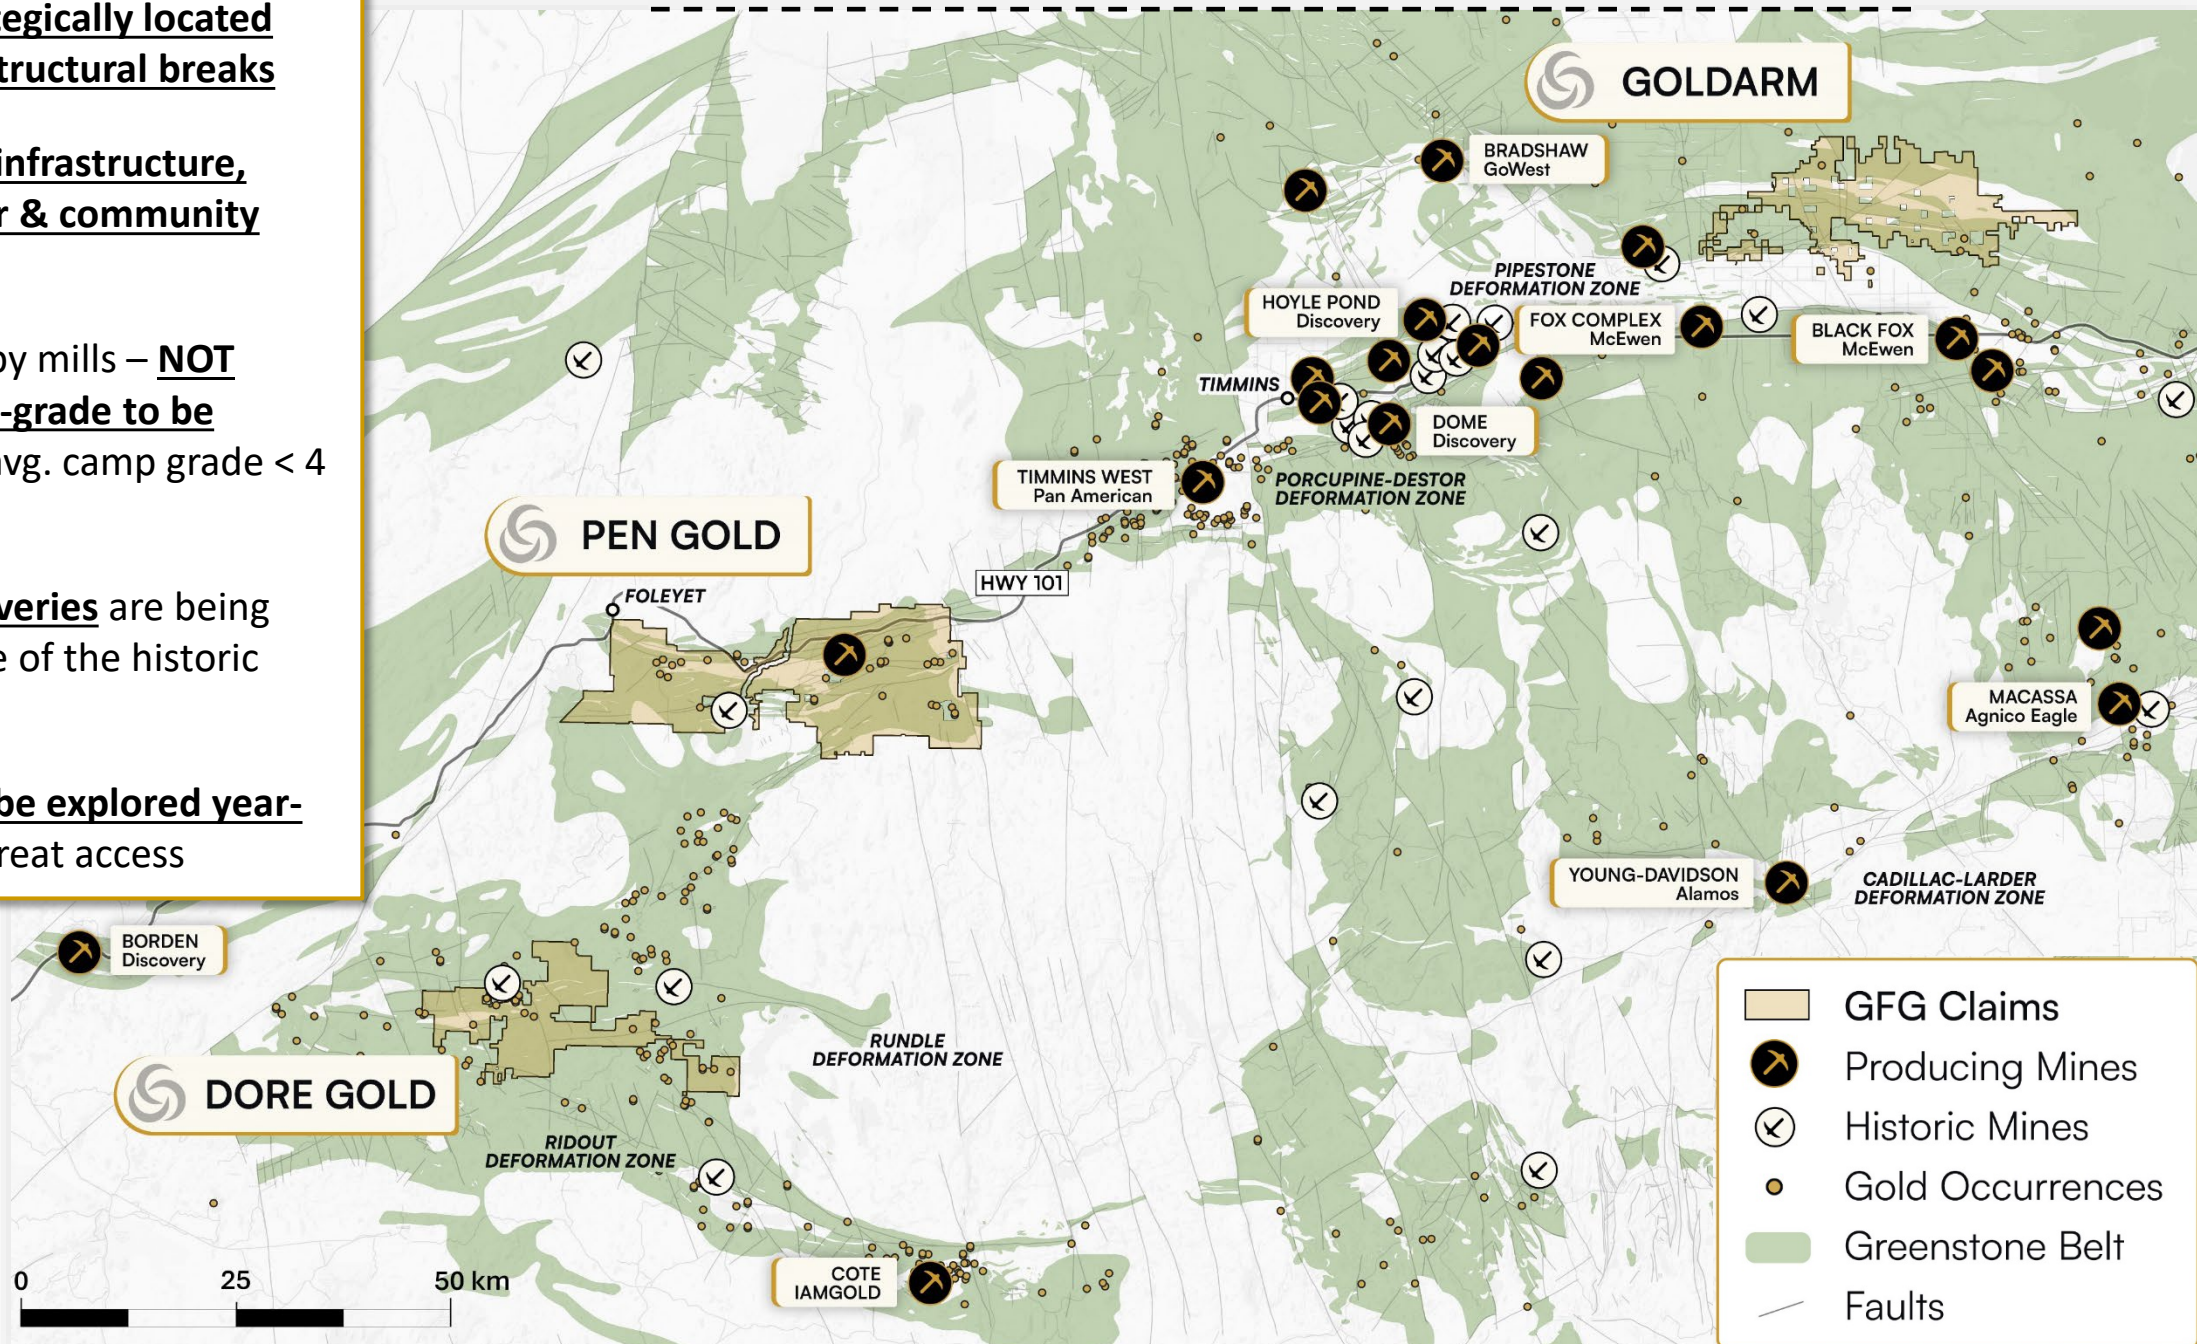 tegically located
tructural breaks
infrastructure,
r & community
by mills – NOT
-grade to be
avg. camp grade < 4
veries are being
e of the historic
be explored year-
reat access
GOLDARM
BRADSHAW
GoWest
PIPESTONE
DEFORMATION ZONE
HOYLE POND
Discovery
FOX COMPLEX
McEwen
BLACK FOX
McEwen
TIMMINS
DOME
Discovery
TIMMINS WEST
Pan American
PORCUPINE-DESTOR
DEFORMATION ZONE
PEN GOLD
HWY 101
FOLEYET
MACASSA
Agnico Eagle
YOUNG-DAVIDSON
Alamos
CADILLAC-LARDER
DEFORMATION ZONE
BORDEN
Discovery
RUNDLE
DEFORMATION ZONE
DORE GOLD
RIDOUT
DEFORMATION ZONE
COTE
IAMGOLD
0 25 50 km
GFG Claims
Producing Mines
Historic Mines
Gold Occurrences
Greenstone Belt
Faults